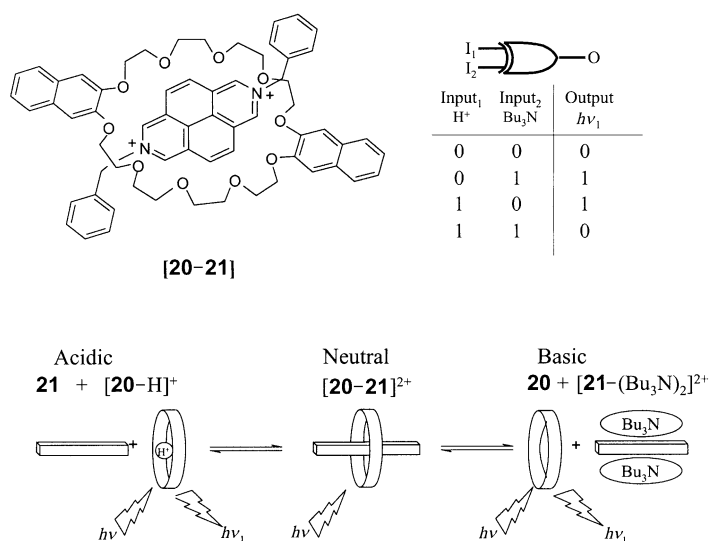 O O O O N + + N O O O O O O
[20–21]
I₁ I₂ O
Input₁ Input₂ Output
H⁺ Bu₃N hν₁
0 0 0
0 1 1
1 0 1
1 1 0
Acidic
21 + [20–H]⁺
Neutral
[20–21]²⁺
Basic
20 + [21–(Bu₃N)₂]²⁺
+ H⁺
+ Bu₃N
Bu₃N
hν hν₁
hν
hν hν₁